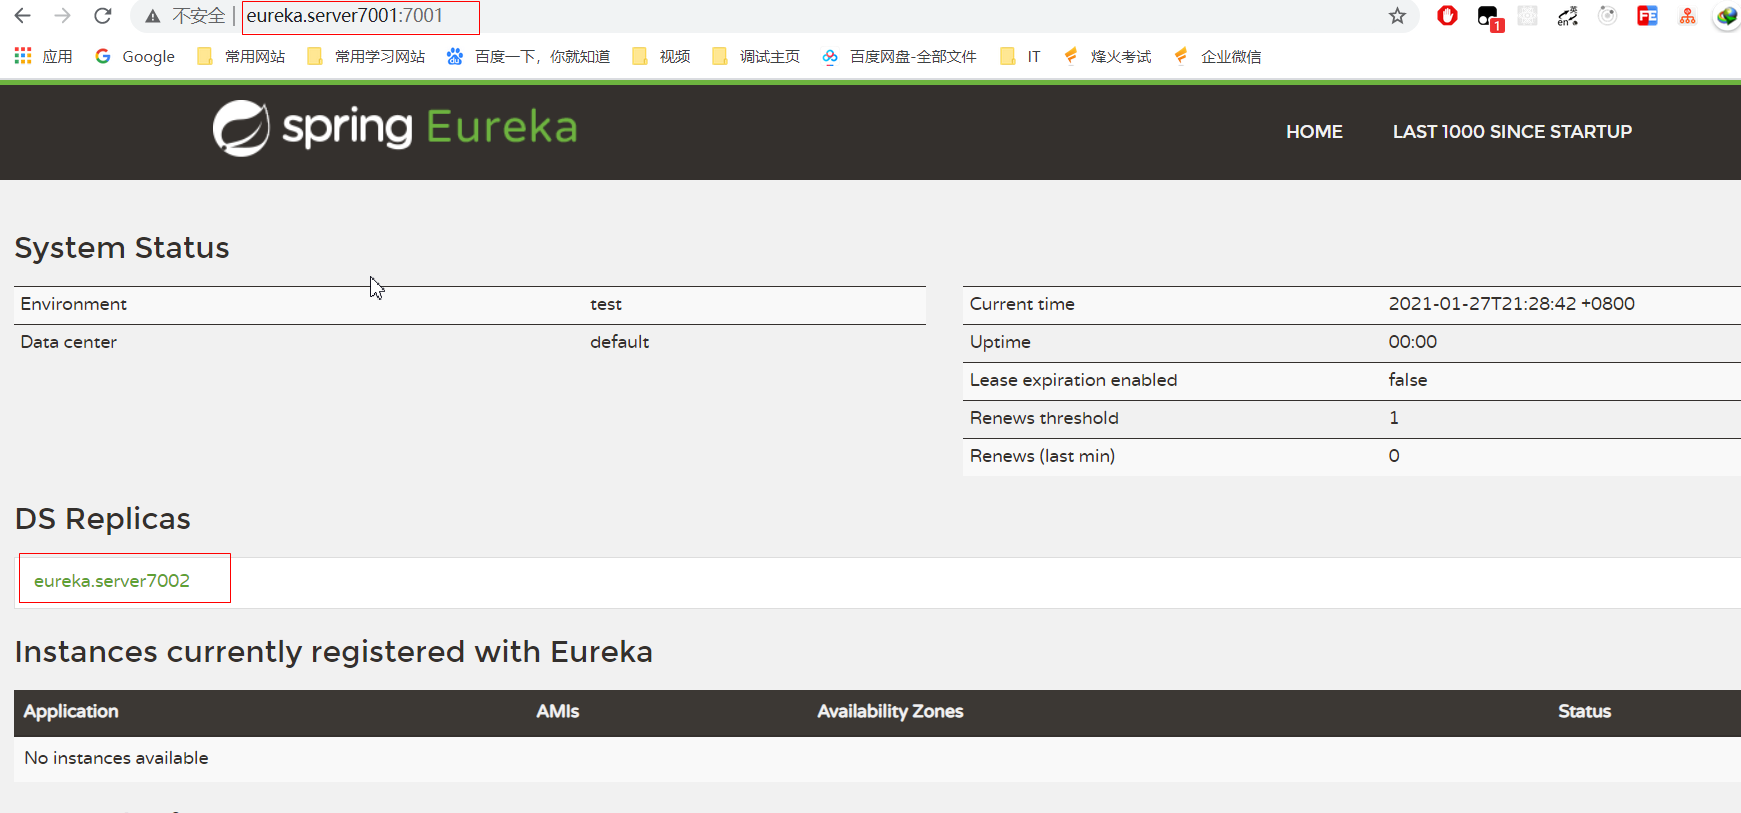 不安全 | eureka.server7001:7001
1
en 英
FE
应用 Google 常用网站 常用学习网站 du 百度一下，你就知道 视频 调试主页 百度网盘-全部文件 IT 烽火考试 企业微信
spring Eureka
HOME LAST 1000 SINCE STARTUP
System Status
Environment test
Data center default
Current time 2021-01-27T21:28:42 +0800
Uptime 00:00
Lease expiration enabled false
Renews threshold 1
Renews (last min) 0
DS Replicas
eureka.server7002
Instances currently registered with Eureka
Application AMIs Availability Zones Status
No instances available